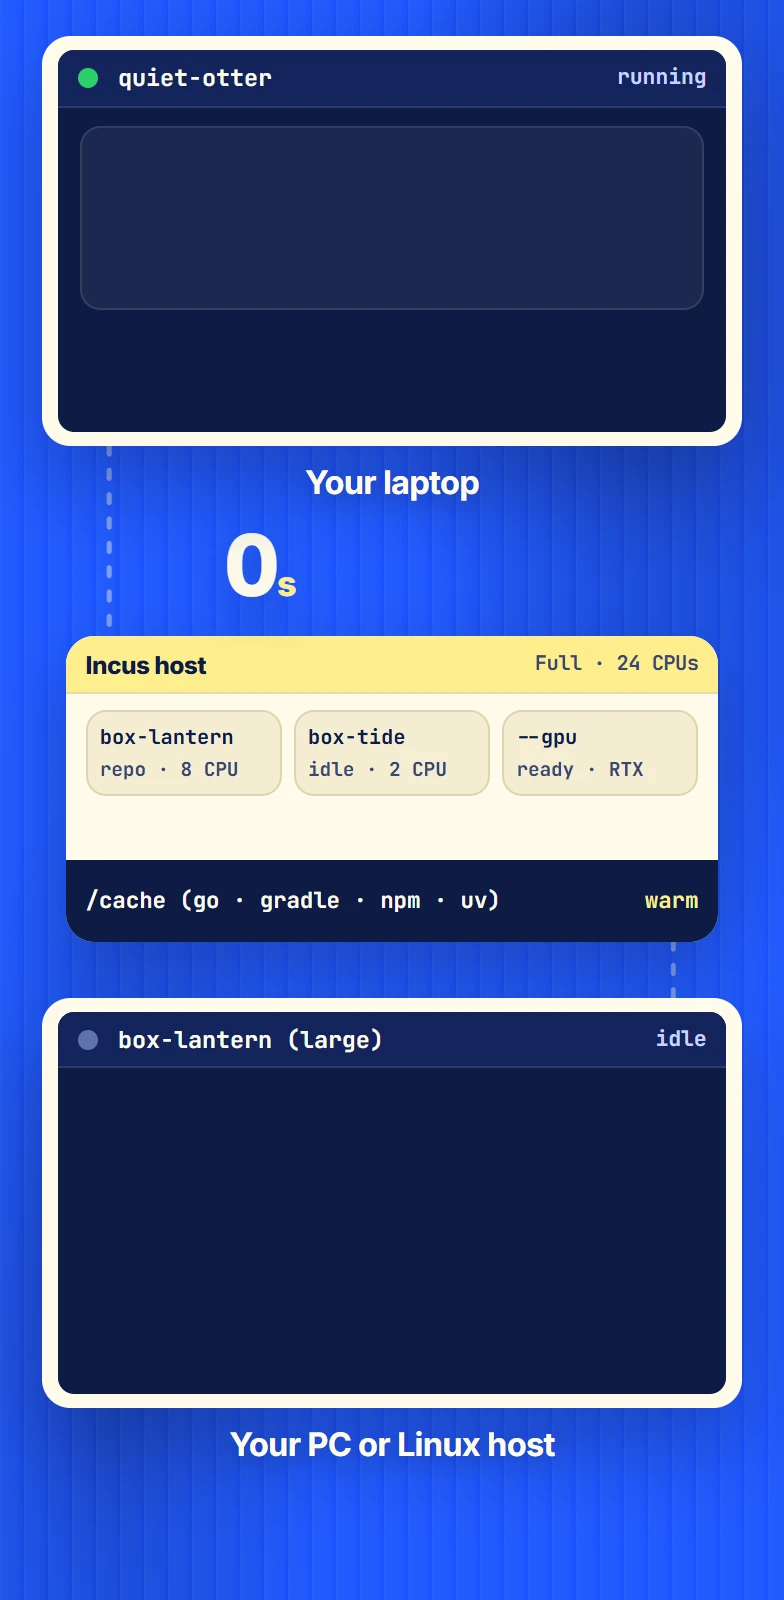 quiet-otter running
Your laptop
0s
Incus host Full · 24 CPUs
box-lantern box-tide --gpu
repo · 8 CPU idle · 2 CPU ready · RTX
/cache (go · gradle · npm · uv) warm
box-lantern (large) idle
Your PC or Linux host